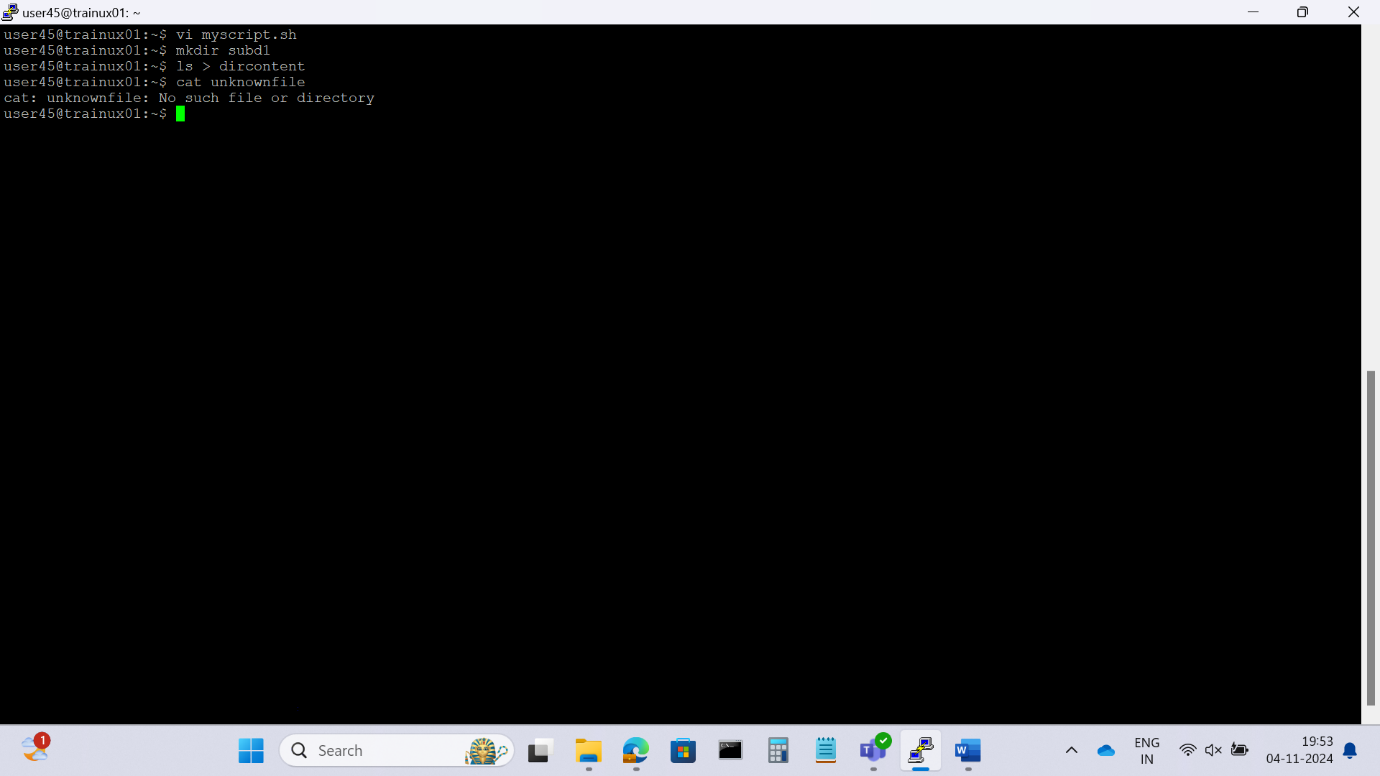 user45@trainux01: ~
user45@trainux01:~$ vi myscript.sh
user45@trainux01:~$ mkdir subd1
user45@trainux01:~$ ls > dircontent
user45@trainux01:~$ cat unknownfile
cat: unknownfile: No such file or directory
user45@trainux01:~$
1
Search
T
W
ENG
IN
19:53
04-11-2024